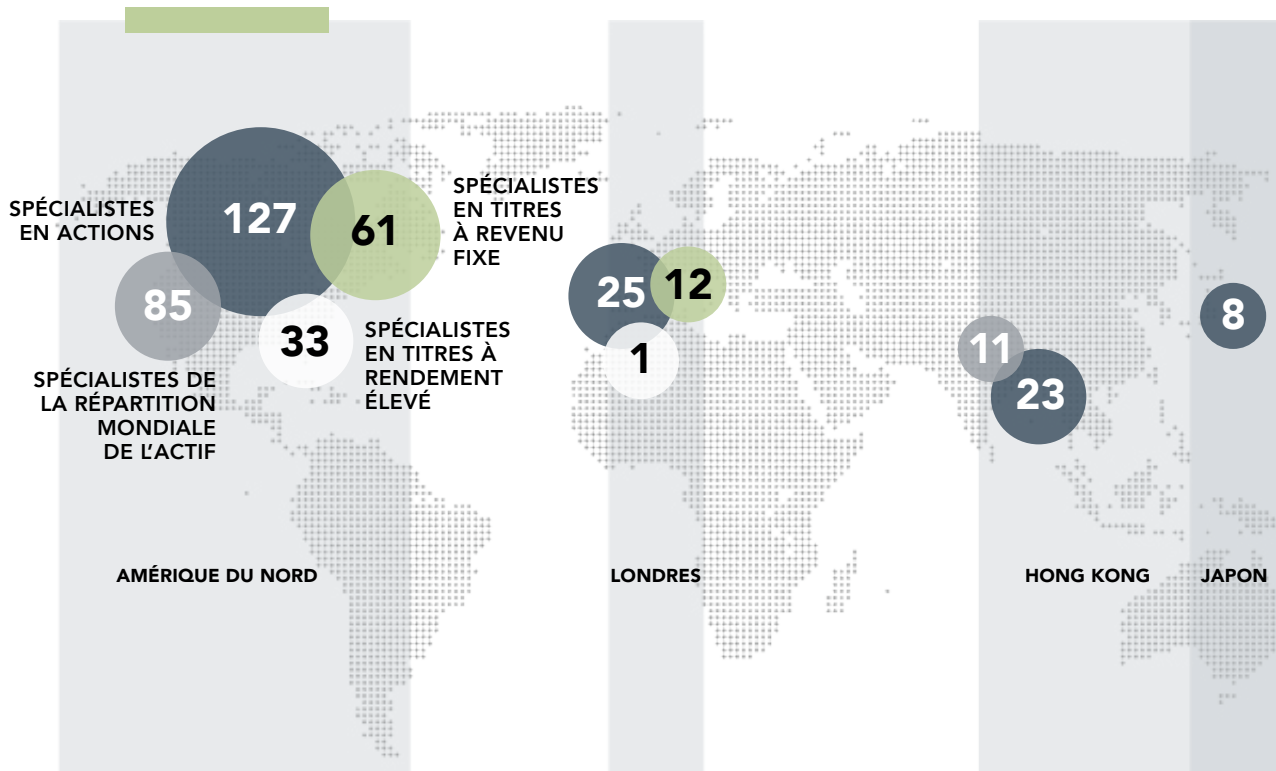 SPÉCIALISTES
EN ACTIONS
127
61
SPÉCIALISTES
EN TITRES
À REVENU
FIXE
85
33
SPÉCIALISTES
EN TITRES À
RENDEMENT
ÉLEVÉ
SPÉCIALISTES DE
LA RÉPARTITION
MONDIALE
DE L'ACTIF
25
12
1
11
23
8
AMÉRIQUE DU NORD
LONDRES
HONG KONG
JAPON